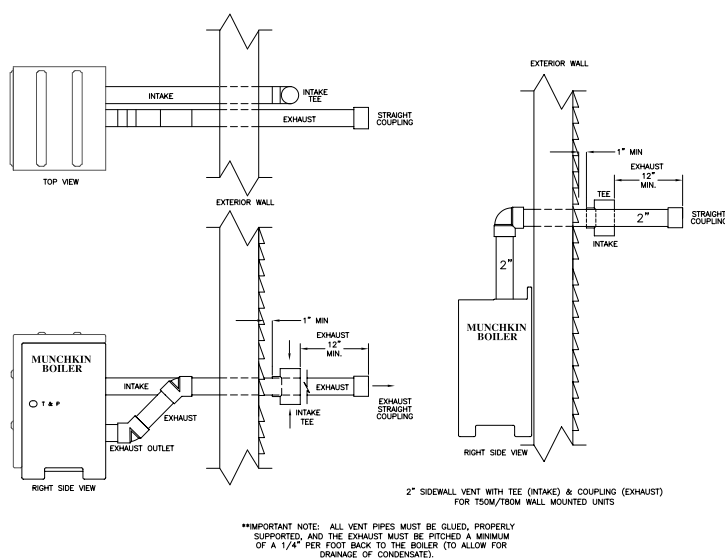 INTAKE
INTAKE
TEE
EXHAUST
STRAIGHT
COUPLING
TOP VIEW
EXTERIOR WALL
1" MIN
EXHAUST
12"
MIN.
MUNCHKIN
BOILER
T & P
INTAKE
EXHAUST
EXHAUST OUTLET
EXHAUST
INTAKE
TEE
EXHAUST
STRAIGHT
COUPLING
RIGHT SIDE VIEW
EXTERIOR WALL
1" MIN
EXHAUST
12"
MIN.
TEE
2"
STRAIGHT
COUPLING
INTAKE
2"
MUNCHKIN
BOILER
RIGHT SIDE VIEW
2" SIDEWALL VENT WITH TEE (INTAKE) & COUPLING (EXHAUST)
FOR T50M/T80M WALL MOUNTED UNITS
**IMPORTANT NOTE: ALL VENT PIPES MUST BE GLUED, PROPERLY
SUPPORTED, AND THE EXHAUST MUST BE PITCHED A MINIMUM
OF A 1/4" PER FOOT BACK TO THE BOILER (TO ALLOW FOR
DRAINAGE OF CONDENSATE).